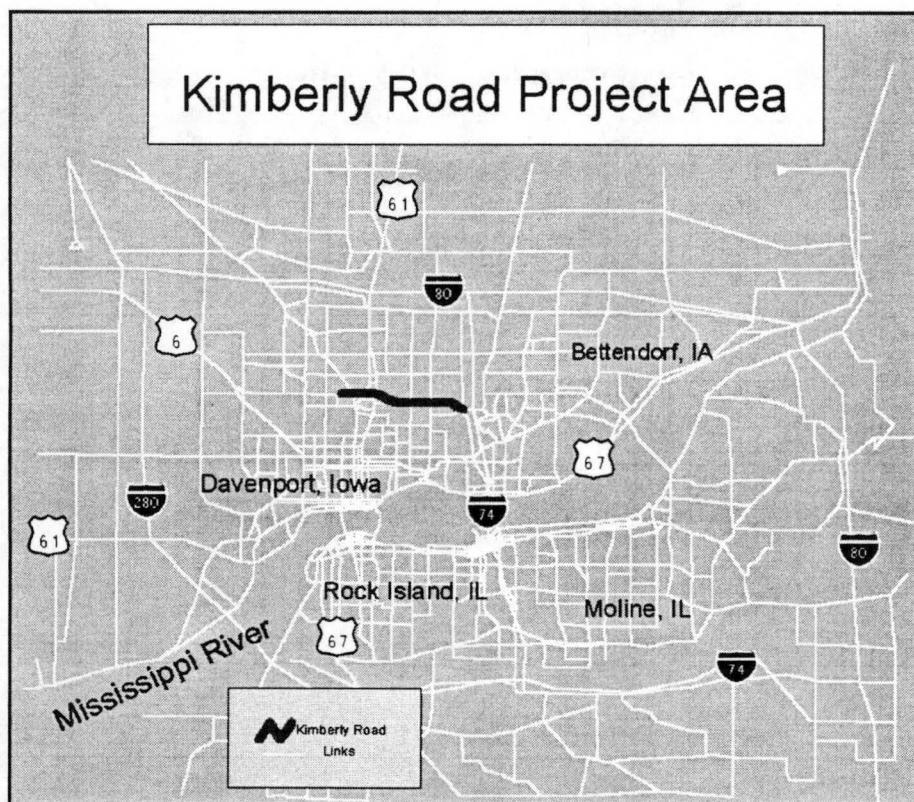 Kimberly Road Project Area
61
80
6
Bettendorf, IA
67
Davenport, Iowa
280
74
61
80
Rock Island, IL
Moline, IL
67
Mississippi River
74
Kimberly Road
Links